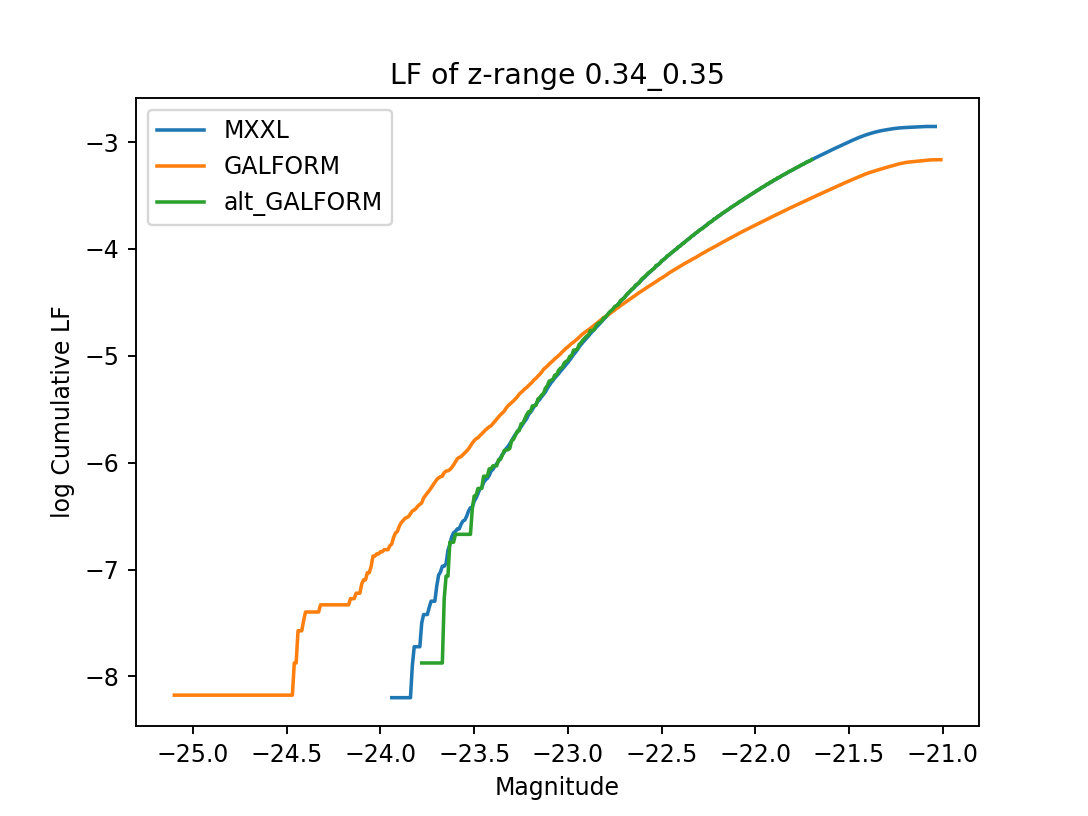 LF of z-range 0.34_0.35
MXXL
GALFORM
alt_GALFORM
log Cumulative LF
−3
−4
−5
−6
−7
−8
−25.0 −24.5 −24.0 −23.5 −23.0 −22.5 −22.0 −21.5 −21.0
Magnitude